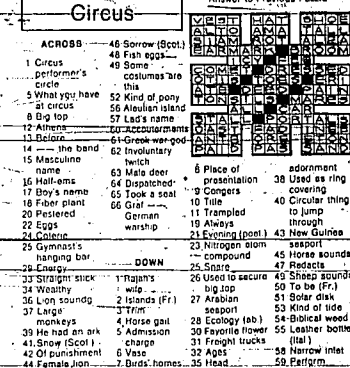 Answer to Previous Puzzle
Circus
ACROSS
1 Circus
performer's
circle
5 What you have
at circus
8 Big top
12 Athena
13 Before
14 — the band
15 Masculine
name
16 Half-ems
17 Boy's name
18 Fiber plant
20 Pestered
22 Eggs
24 Coterie
25 Gymnast's
hanging bar
29 Energy
33 Straight stick
34 Wealthy
36 Lion sound
37 Large
monkeys
39 He had an ark
41 Snow (Scot.)
42 Of punishment
44 Female lion
46 Sorrow (Scot.)
48 Fish eggs
49 Some
costumes are
this
52 Kind of pony
56 Aleutian island
57 Lad's name
60 Accouterments
61 Greek war god
62 Involuntary
twitch
63 Male deer
64 Dispatched
65 Took a seat
66 Graf —
German
warship
DOWN
1 Rajah's
wife
2 Islands (Fr.)
3 Trim
4 Horse gait
5 Admission
charge
6 Vase
7 Birds' homes
8 Place of
presentation
9 Congers
10 Title
11 Trampled
19 Always
21 Evening (poet.)
23 Nitrogen
compound
25 Snare
26 Used to secure
big top
27 Arabian
seaport
28 Ecology (ab.)
30 Favorite flower
31 Freight trucks
32 Ages
35 Head
adornment
38 Used as ring
covering
40 Circular thing
to jump
through
43 New Guinea
seaport
45 Horse sounds
47 Redacts
49 Sheep sounds
50 To be (Fr.)
51 Solar disk
53 Kind of tide
54 Biblical weed
55 Leather bottle
(Ital.)
58 Narrow inlet
59 Perform